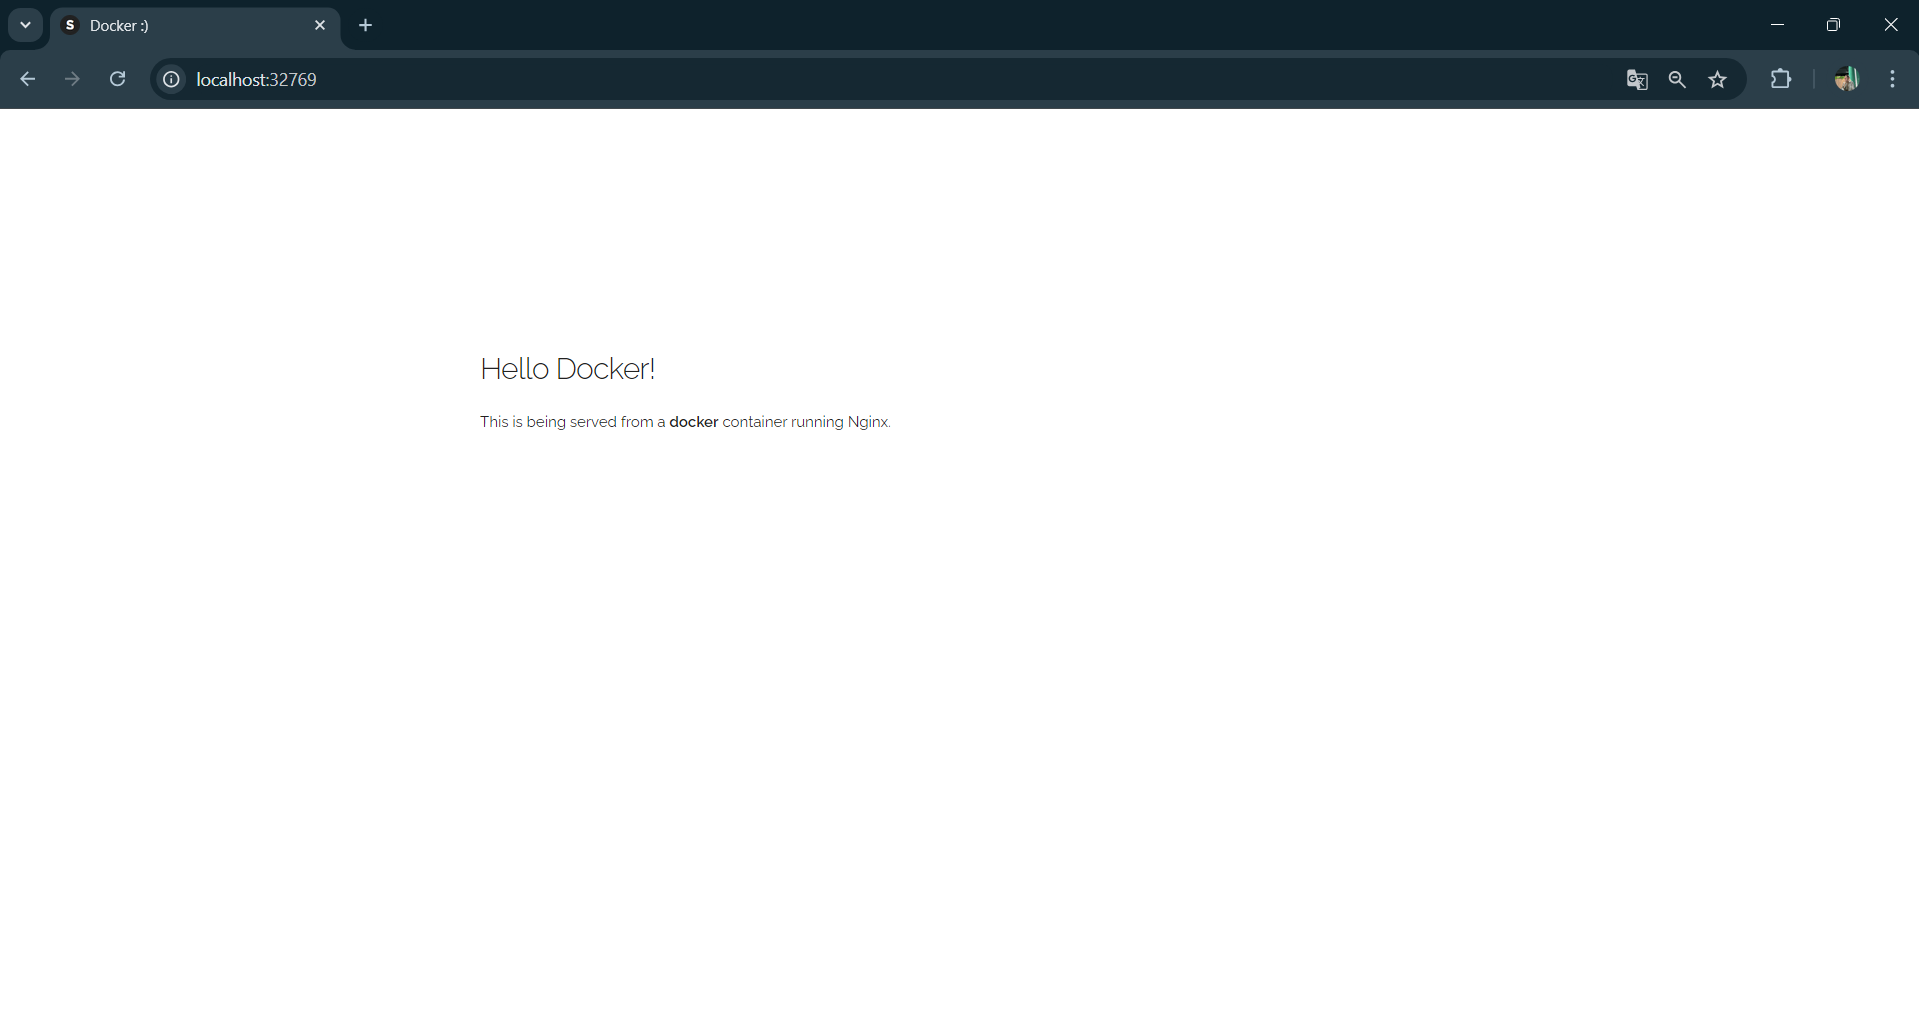 S Docker :)
localhost:32769
Hello Docker!
This is being served from a docker container running Nginx.